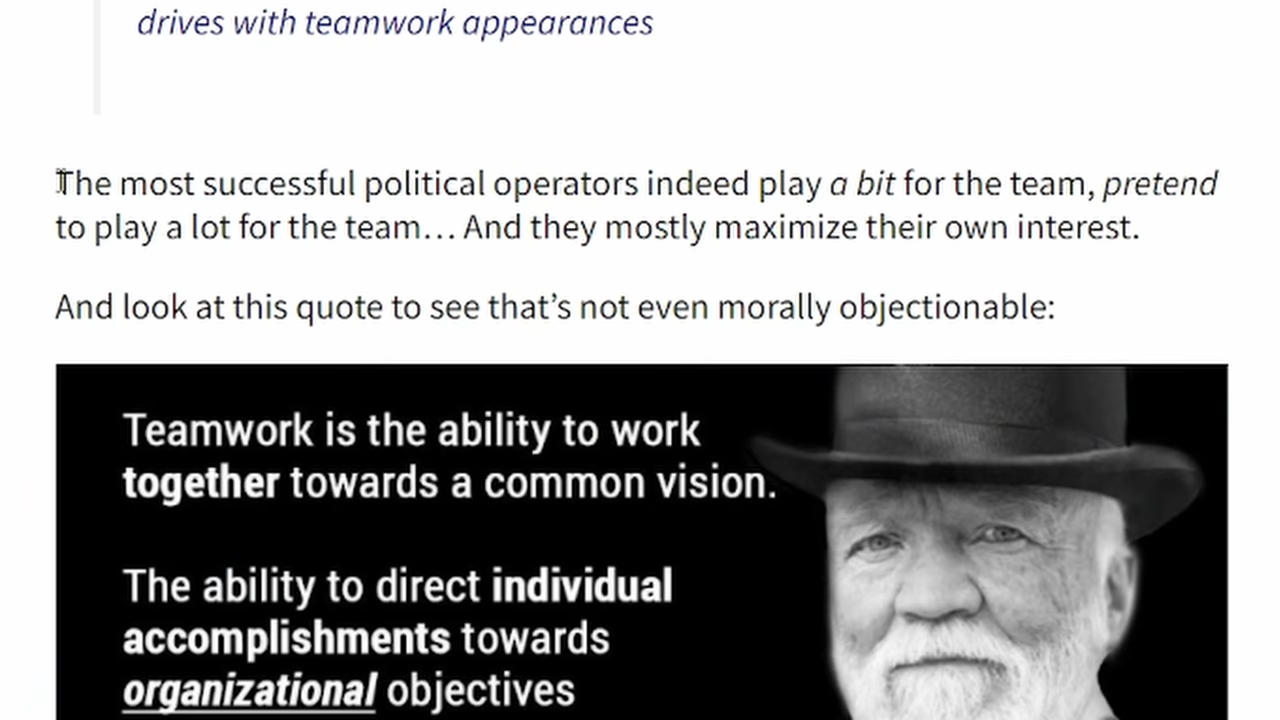 drives with teamwork appearances
The most successful political operators indeed play a bit for the team, pretend
to play a lot for the team… And they mostly maximize their own interest.
And look at this quote to see that’s not even morally objectionable:
Teamwork is the ability to work
together towards a common vision.
The ability to direct individual
accomplishments towards
organizational objectives